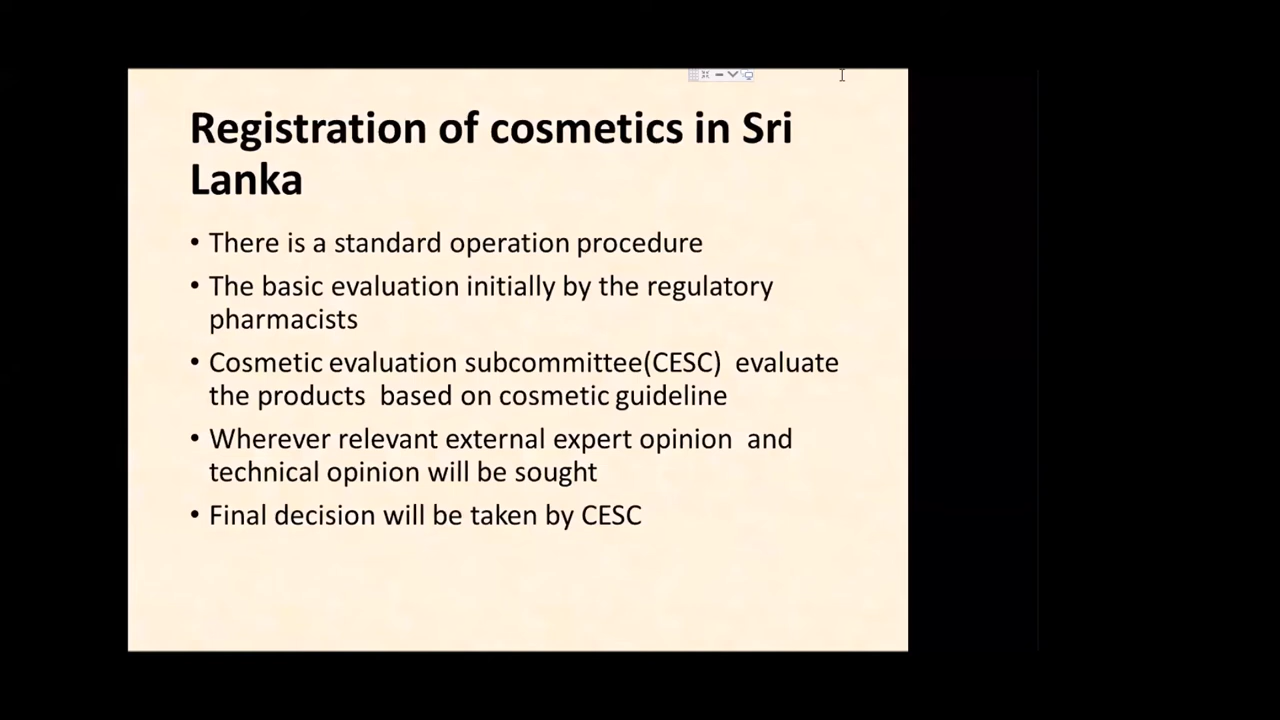 Registration of cosmetics in Sri
Lanka
• There is a standard operation procedure
• The basic evaluation initially by the regulatory
pharmacists
• Cosmetic evaluation subcommittee(CESC)  evaluate
the products  based on cosmetic guideline
• Wherever relevant external expert opinion  and
technical opinion will be sought
• Final decision will be taken by CESC